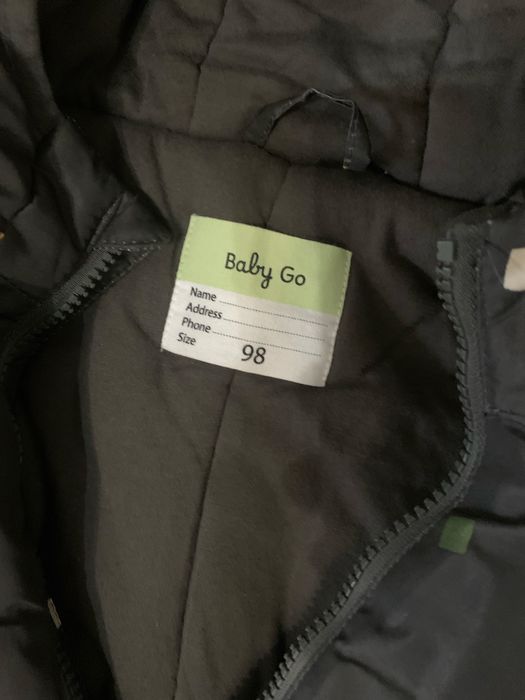 Baby Go
Name
Address
Phone
Size 98